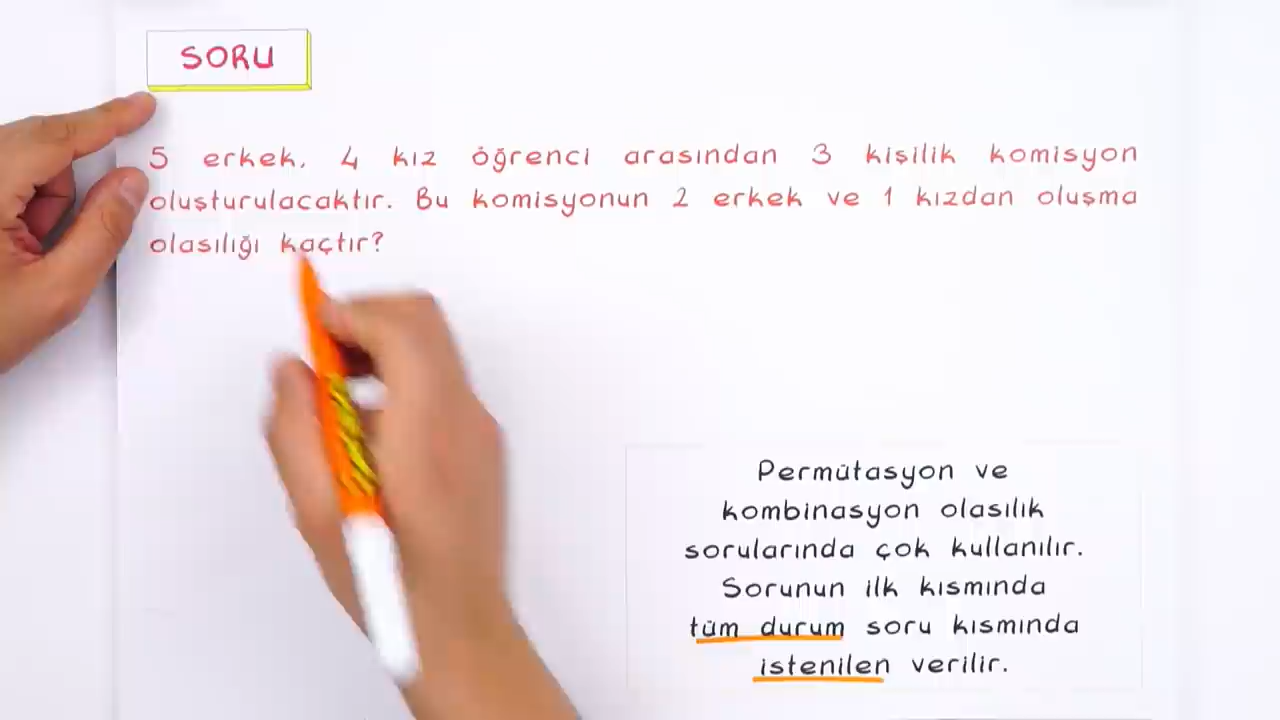 SORU
5 erkek, 4 kız öğrenci arasından 3 kişilik komisyon
oluşturulacaktır. Bu komisyonun 2 erkek ve 1 kızdan oluşma
olasılığı kaçtır?
Permütasyon ve
kombinasyon olasılık
sorularında çok kullanılır.
Sorunun ilk kısmında
tüm durum soru kısmında
istenilen verilir.